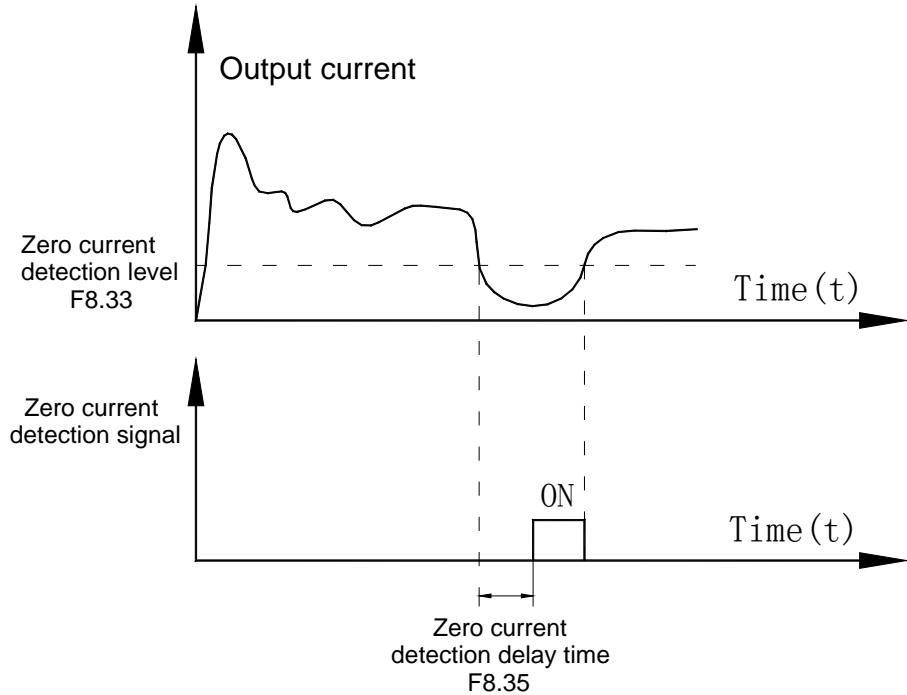 Output current
Zero current
detection level
F8.33
Time(t)
Zero current
detection signal
ON
Time(t)
Zero current
detection delay time
F8.35